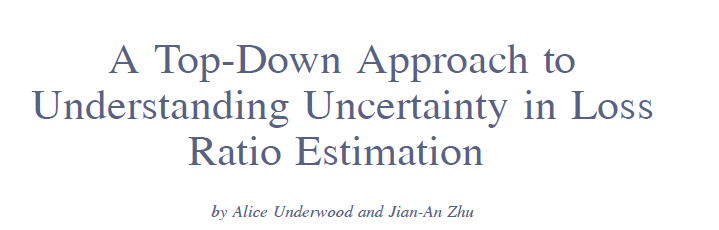 A Top-Down Approach to
Understanding Uncertainty in Loss
Ratio Estimation
by Alice Underwood and Jian-An Zhu